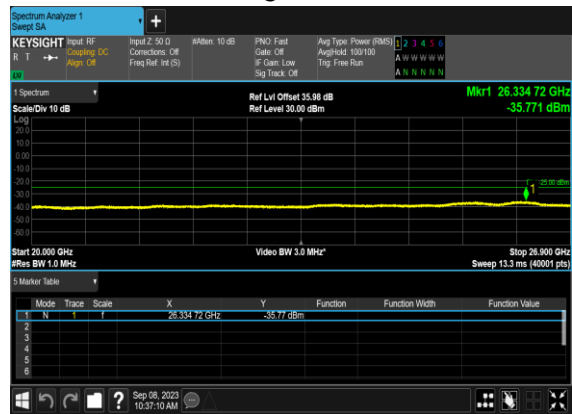 Spectrum Analyzer 1
Swept SA
+
KEYSIGHT Input: RF Input Z: 50 Ω #Atten: 10 dB PNO: Fast Avg Type: Power (RMS) 1 2 3 4 5 6
R T Coupling: DC Corrections: Off Gate: Off Avg|Hold: 100/100 A W W W W W
Align: Off Freq Ref: Int (S) IF Gain: Low Trig: Free Run
LXI Sig Track: Off A N N N N N
1 Spectrum Ref Lvl Offset 35.98 dB Mkr1 26.334 72 GHz
Scale/Div 10 dB Ref Level 30.00 dBm -35.771 dBm
Log
20.0
10.0
0.00
-10.0
-20.0
-25.00 dBm
1
-30.0
-40.0
-50.0
-60.0
Start 20.000 GHz Video BW 3.0 MHz* Stop 26.900 GHz
#Res BW 1.0 MHz Sweep 13.3 ms (40001 pts)
5 Marker Table
Mode Trace Scale X Y Function Function Width Function Value
1 N 1 f 26.334 72 GHz -35.77 dBm
2
3
4
5
6
? Sep 08, 2023
10:37:10 AM